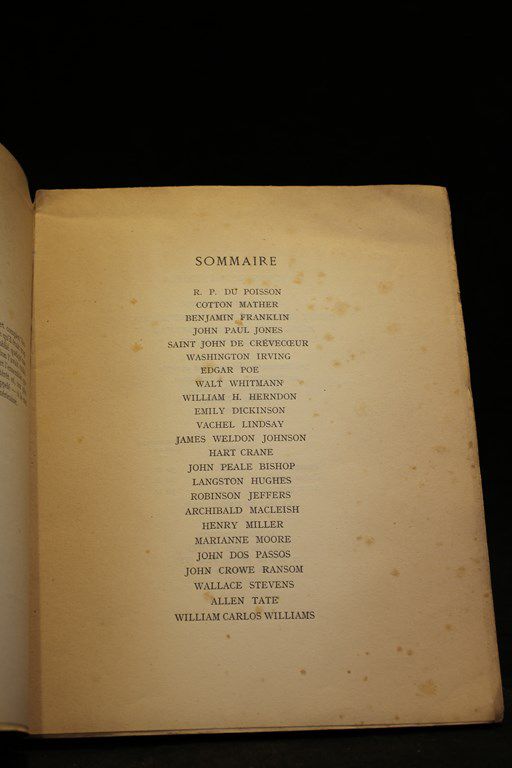 SOMMAIRE
R. P. DU POISSON
COTTON MATHER
BENJAMIN FRANKLIN
JOHN PAUL JONES
SAINT JOHN DE CRÈVECŒUR
WASHINGTON IRVING
EDGAR POE
WALT WHITMANN
WILLIAM H. HERNDON
EMILY DICKINSON
VACHEL LINDSAY
JAMES WELDON JOHNSON
HART CRANE
JOHN PEALE BISHOP
LANGSTON HUGHES
ROBINSON JEFFERS
ARCHIBALD MACLEISH
HENRY MILLER
MARIANNE MOORE
JOHN DOS PASSOS
JOHN CROWE RANSOM
WALLACE STEVENS
ALLEN TATE
WILLIAM CARLOS WILLIAMS